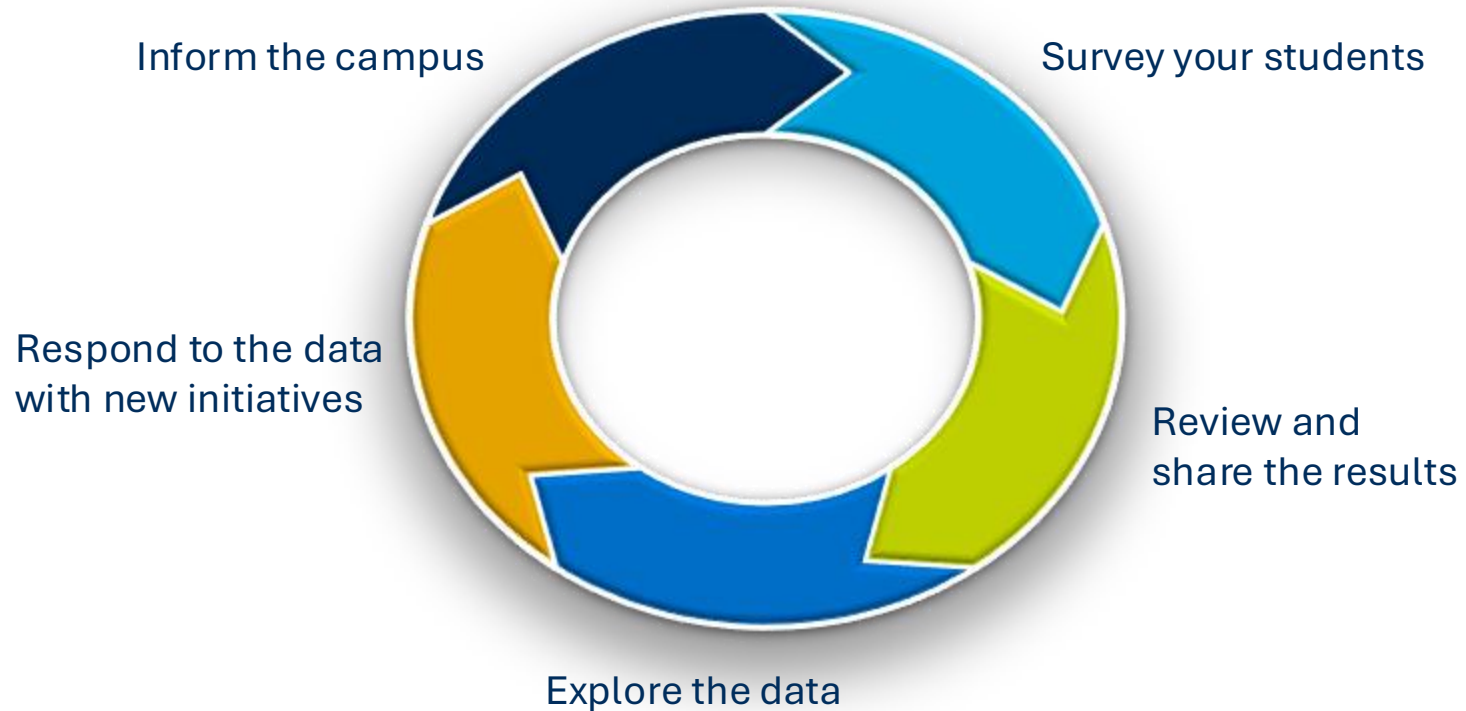 Inform the campus
Survey your students
Respond to the data
with new initiatives
Review and
share the results
Explore the data